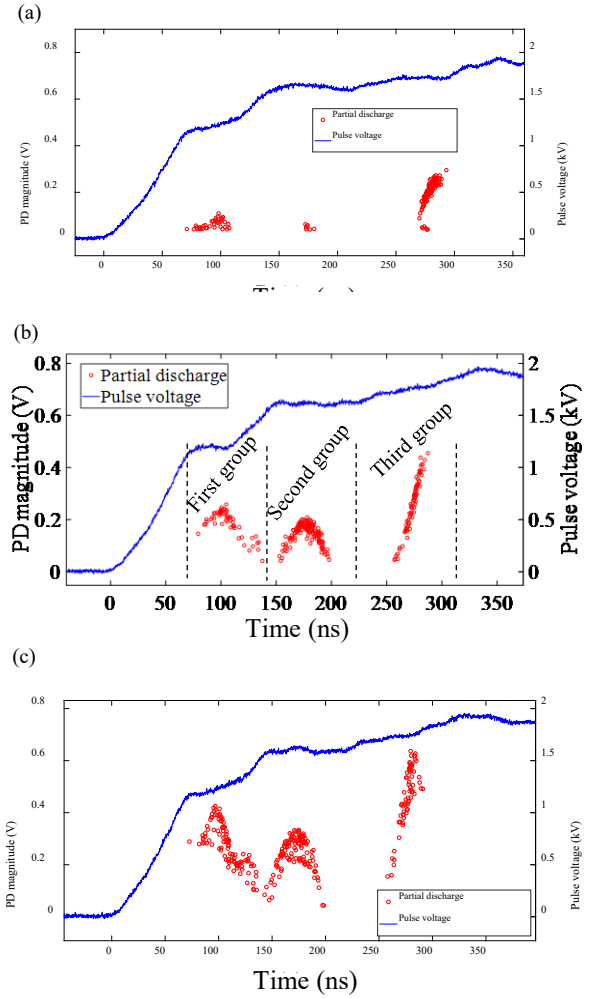 (a)
0.8
0.6
0.4
0.2
0
PD magnitude (V)
2
1.5
1
0.5
0
Pulse voltage (kV)
Partial discharge
Pulse voltage
0 50 100 150 200 250 300 350
(b)
0.8
0.6
0.4
0.2
0
PD magnitude (V)
2
1.5
1
0.5
0
Pulse voltage (kV)
Partial discharge
Pulse voltage
First group
Second group
Third group
0 50 100 150 200 250 300 350
Time (ns)
(c)
0.8
0.6
0.4
0.2
0
PD magnitude (V)
2
1.5
1
0.5
0
Pulse voltage (kV)
Partial discharge
Pulse voltage
0 50 100 150 200 250 300 350
Time (ns)